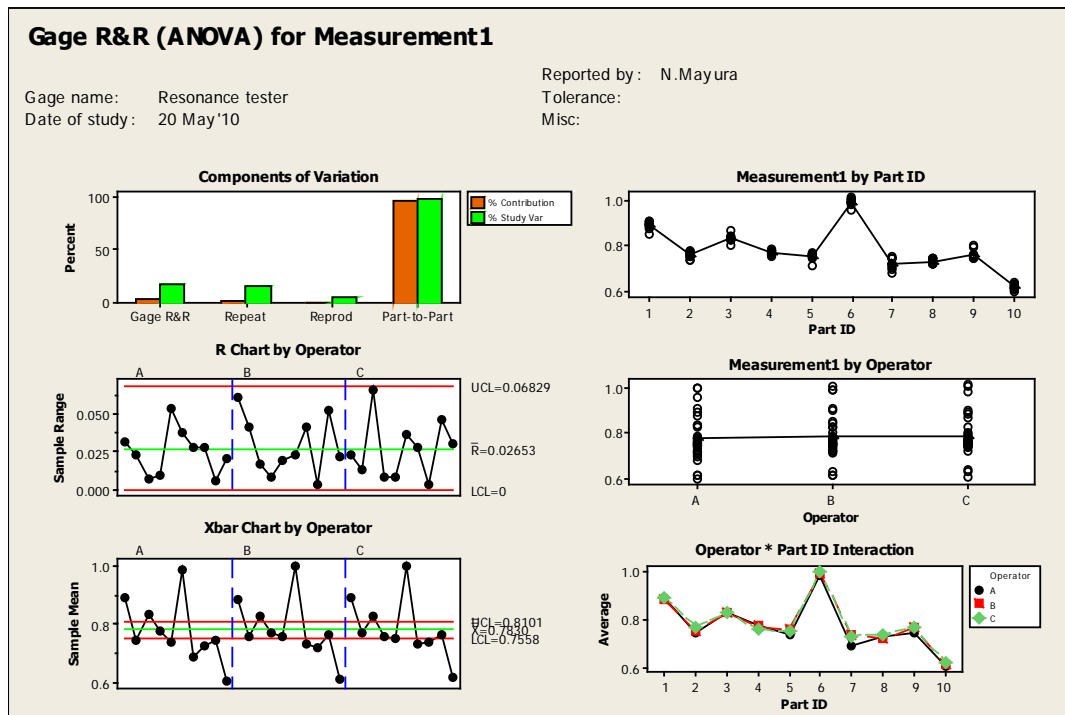 Gage R&R (ANOVA) for Measurement1
Gage name: Resonance tester
Date of study: 20 May'10
Reported by: N.Mayura
Tolerance:
Misc:
Components of Variation
100
50
0
Percent
Gage R&R Repeat Reprod Part-to-Part
% Contribution
% Study Var
R Chart by Operator
A B C
0.050
0.025
0.000
Sample Range
UCL=0.06829
R=0.02653
LCL=0
Xbar Chart by Operator
A B C
1.0
0.8
0.6
Sample Mean
UCL=0.8101
X=0.7830
LCL=0.7558
Measurement1 by Part ID
1.0
0.8
0.6
1 2 3 4 5 6 7 8 9 10
Part ID
Measurement1 by Operator
1.0
0.8
0.6
A B C
Operator
Operator * Part ID Interaction
1.0
0.8
0.6
Average
1 2 3 4 5 6 7 8 9 10
Part ID
Operator
A
B
C